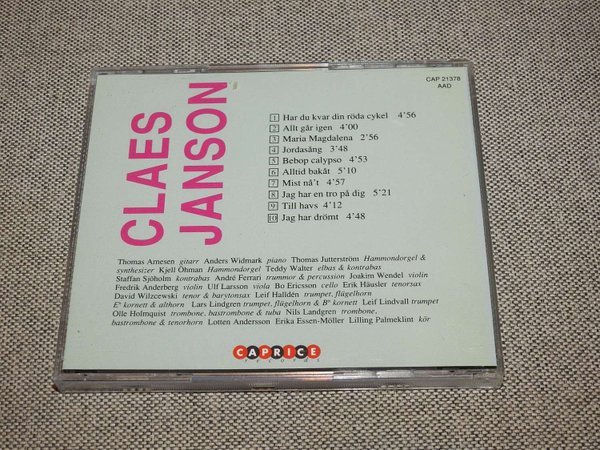 CLAES
JANSON
CAP 21378
AAD
1 Har du kvar din röda cykel 4'56
2 Allt går igen 4'00
3 Maria Magdalena 2'56
4 Jordasång 3'48
5 Bebop calypso 4'53
6 Alltid bakåt 5'10
7 Mist nå't 4'57
8 Jag har en tro på dig 5'21
9 Till havs 4'12
10 Jag har drömt 4'48
Thomas Arnesen gitarr Anders Widmark piano Thomas Jutterström Hammondorgel &
synthesizer Kjell Öhman Hammondorgel Teddy Walter elbas & kontrabas
Staffan Sjöholm kontrabas André Ferrari trummor & percussion Joakim Wendel violin
Fredrik Anderberg violin Ulf Larsson viola Bo Ericsson cello Erik Häusler tenorsax
David Wilzcewski tenor & barytonsax Leif Halldén trumpet, flügelhorn
Eb kornett & althorn Lars Lindgren trumpet, flügelhorn & Bb kornett Leif Lindvall trumpet
Olle Holmquist trombone, bastrombone & tuba Nils Landgren trombone,
bastrombone & tenorhorn Lotten Andersson Erika Essen-Möller Lilling Palmeklint kör
CAPRICE
records